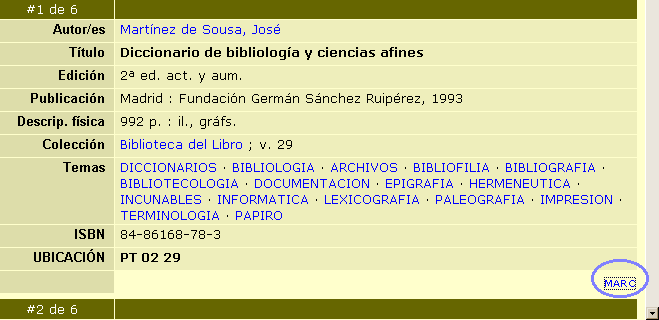 #1 de 6
Autor/es Martínez de Sousa, José
Título Diccionario de bibliología y ciencias afines
Edición 2ª ed. act. y aum.
Publicación Madrid : Fundación Germán Sánchez Ruipérez, 1993
Descrip. física 992 p. : il., gráfs.
Colección Biblioteca del Libro ; v. 29
Temas DICCIONARIOS · BIBLIOLOGIA · ARCHIVOS · BIBLIOFILIA · BIBLIOGRAFIA ·
BIBLIOTECOLOGIA · DOCUMENTACION · EPIGRAFIA · HERMENEUTICA ·
INCUNABLES · INFORMATICA · LEXICOGRAFIA · PALEOGRAFIA · IMPRESION ·
TERMINOLOGIA · PAPIRO
ISBN 84-86168-78-3
UBICACIÓN PT 02 29
MARC
#2 de 6